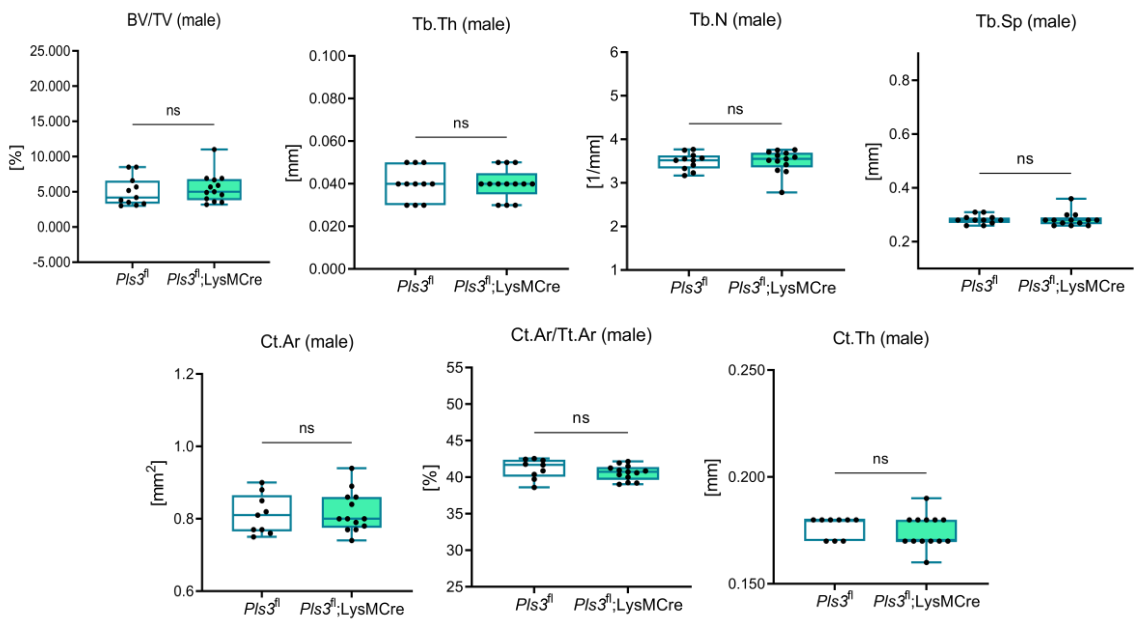 BV/TV (male)
25.000
20.000
15.000
10.000
5.000
0.000
-5.000
[%]
ns
Pls3fl
Pls3fl;LysMCre
Tb.Th (male)
0.100
0.080
0.060
0.040
0.020
0.000
[mm]
ns
Pls3fl
Pls3fl;LysMCre
Tb.N (male)
6
5
4
3
2
1
[1/mm]
ns
Pls3fl
Pls3fl;LysMCre
Tb.Sp (male)
0.8
0.6
0.4
0.2
[mm]
ns
Pls3fl
Pls3fl;LysMCre
Ct.Ar (male)
1.2
1.0
0.8
0.6
[mm2]
ns
Pls3fl
Pls3fl;LysMCre
Ct.Ar/Tt.Ar (male)
55
50
45
40
35
30
25
[%]
ns
Pls3fl
Pls3fl;LysMCre
Ct.Th (male)
0.250
0.200
0.150
[mm]
ns
Pls3fl
Pls3fl;LysMCre